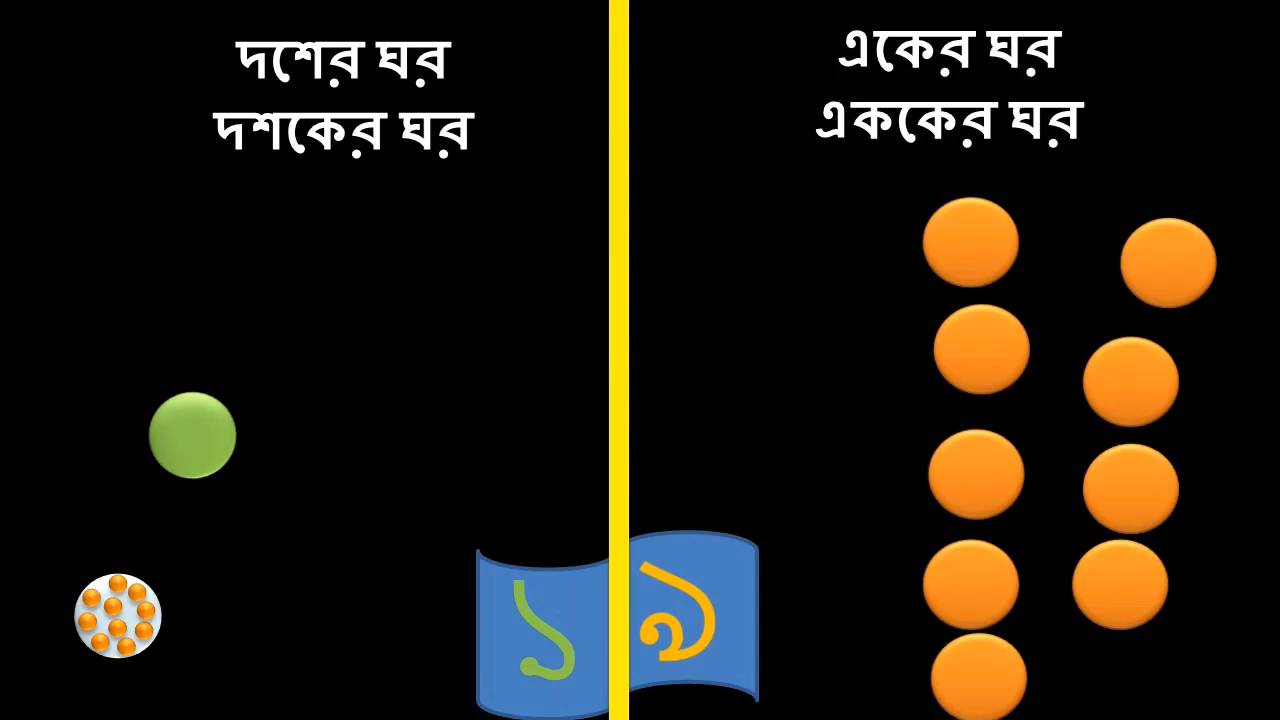 দশের ঘর
দশকের ঘর
একের ঘর
এককের ঘর
১
৯